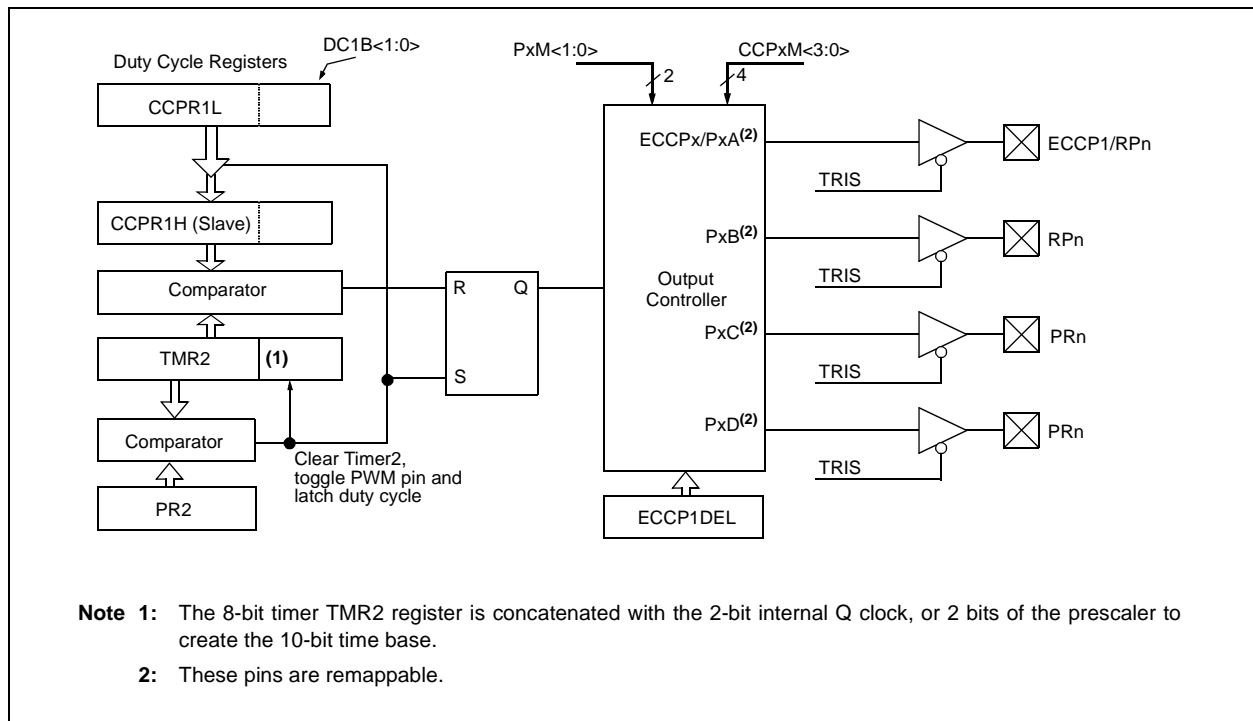 DC1B<1:0>
Duty Cycle Registers
CCPR1L
CCPR1H (Slave)
Comparator
TMR2
(1)
Comparator
PR2
Clear Timer2,
toggle PWM pin and
latch duty cycle
R
Q
S
PxM<1:0>
2
CCPxM<3:0>
4
ECCPx/PxA(2)
PxB(2)
Output
Controller
PxC(2)
PxD(2)
ECCP1DEL
TRIS
ECCP1/RPn
TRIS
RPn
TRIS
PRn
TRIS
PRn
Note 1: The 8-bit timer TMR2 register is concatenated with the 2-bit internal Q clock, or 2 bits of the prescaler to
create the 10-bit time base.
2: These pins are remappable.